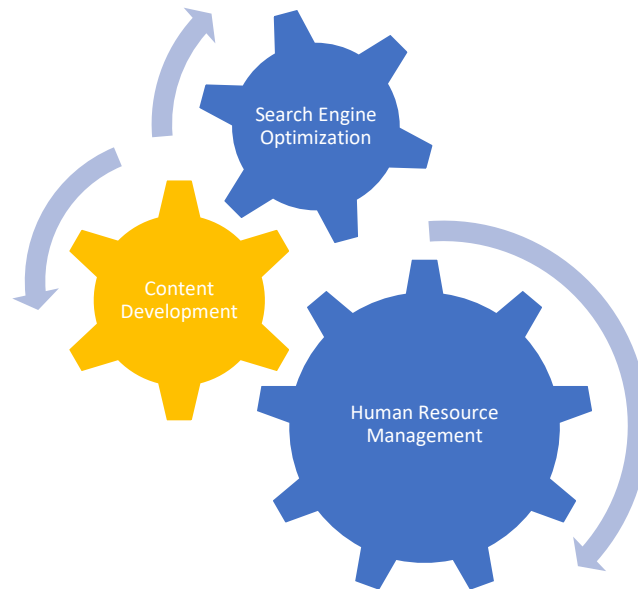 Search Engine
Optimization
Content
Development
Human Resource
Management